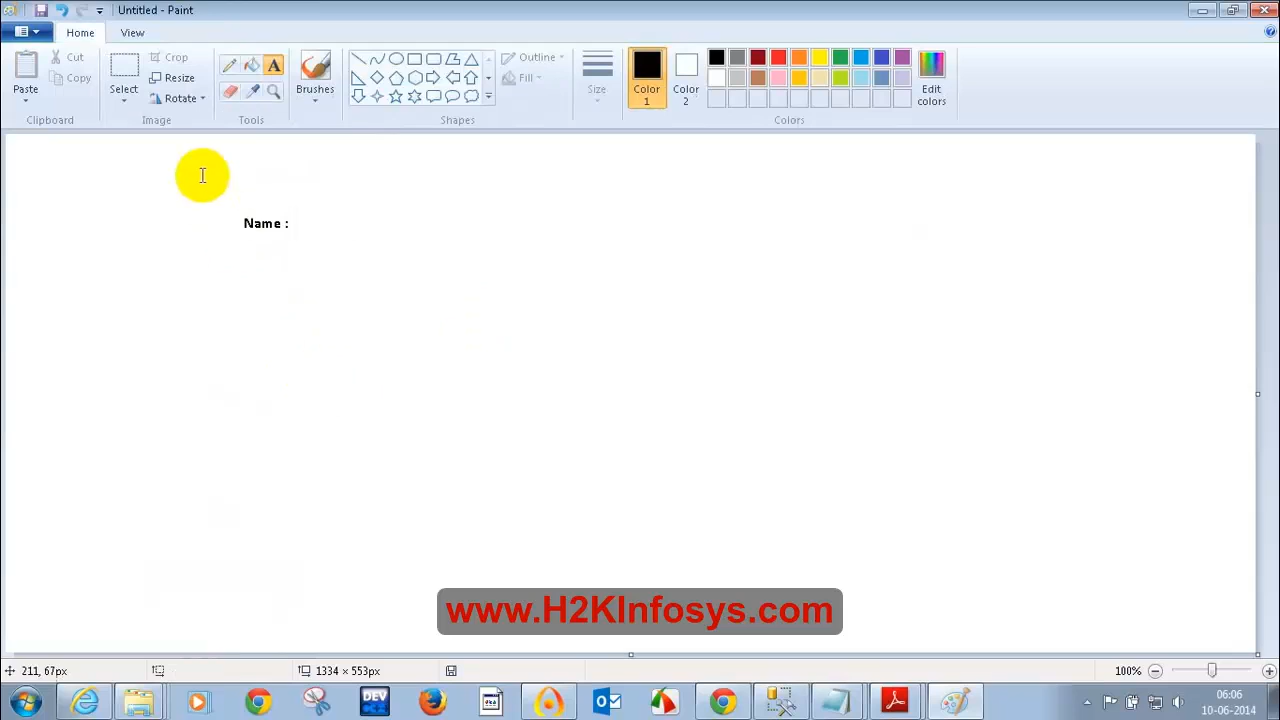 Untitled - Paint
Home
View
Paste
Cut
Copy
Clipboard
Select
Crop
Resize
Rotate
Image
A
Tools
Brushes
Shapes
Outline
Fill
Size
Color
1
Color
2
Edit
colors
Colors
Name :
www.H2KInfosys.com
211, 67px
1334 × 553px
100%
DEV
06:06
10-06-2014